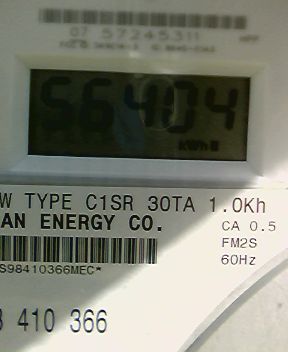 07 57245311
56404
kWh
W TYPE C1SR 30TA 1.0Kh
AN ENERGY CO.
CA 0.5
FM2S
60Hz
S98410366MEC*
410 366